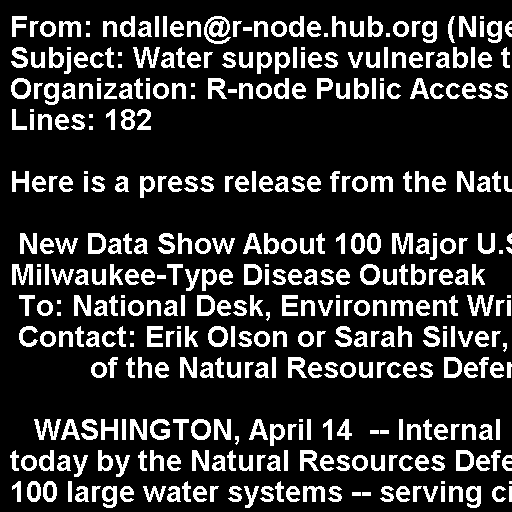 From: ndallen@r-node.hub.org (Nige
Subject: Water supplies vulnerable t
Organization: R-node Public Access
Lines: 182
Here is a press release from the Natu
New Data Show About 100 Major U.S
Milwaukee-Type Disease Outbreak
To: National Desk, Environment Wri
Contact: Erik Olson or Sarah Silver,
of the Natural Resources Defen
WASHINGTON, April 14  -- Internal
today by the Natural Resources Defe
100 large water systems -- serving ci